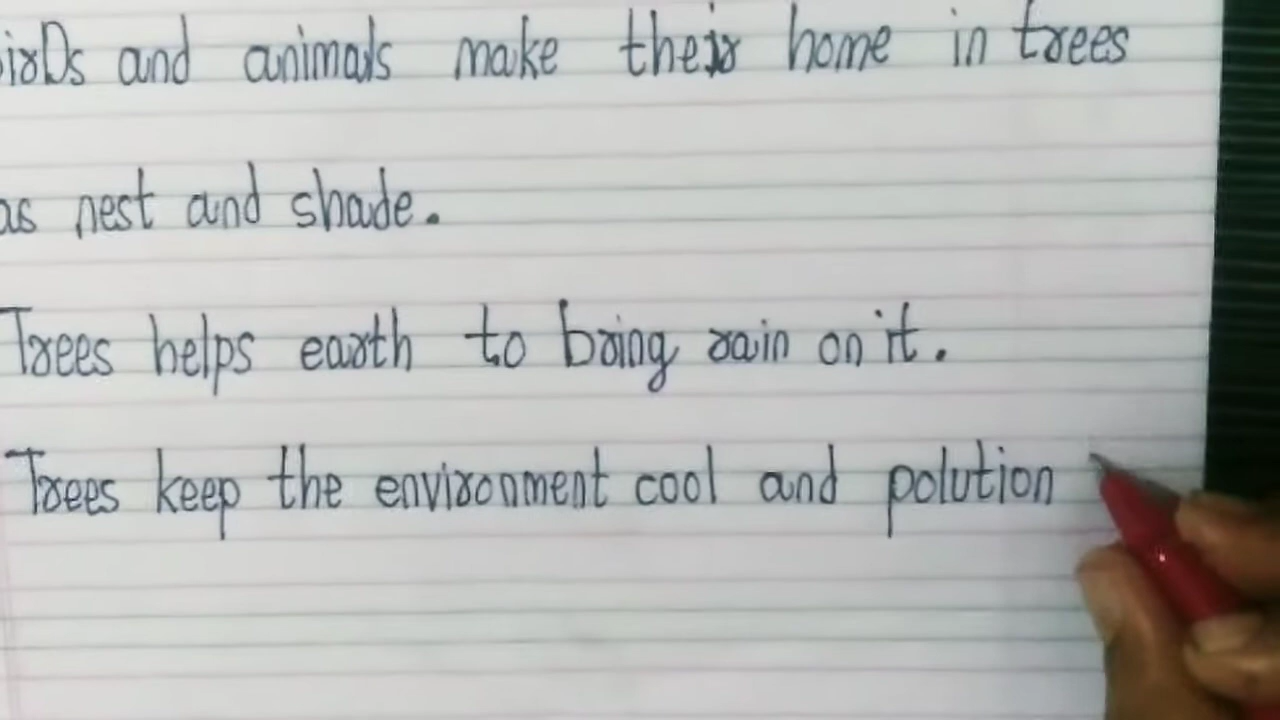 irDs and animals make their home in trees
as nest and shade.
Trees helps earth to bring rain on it.
Trees keep the environment cool and polution